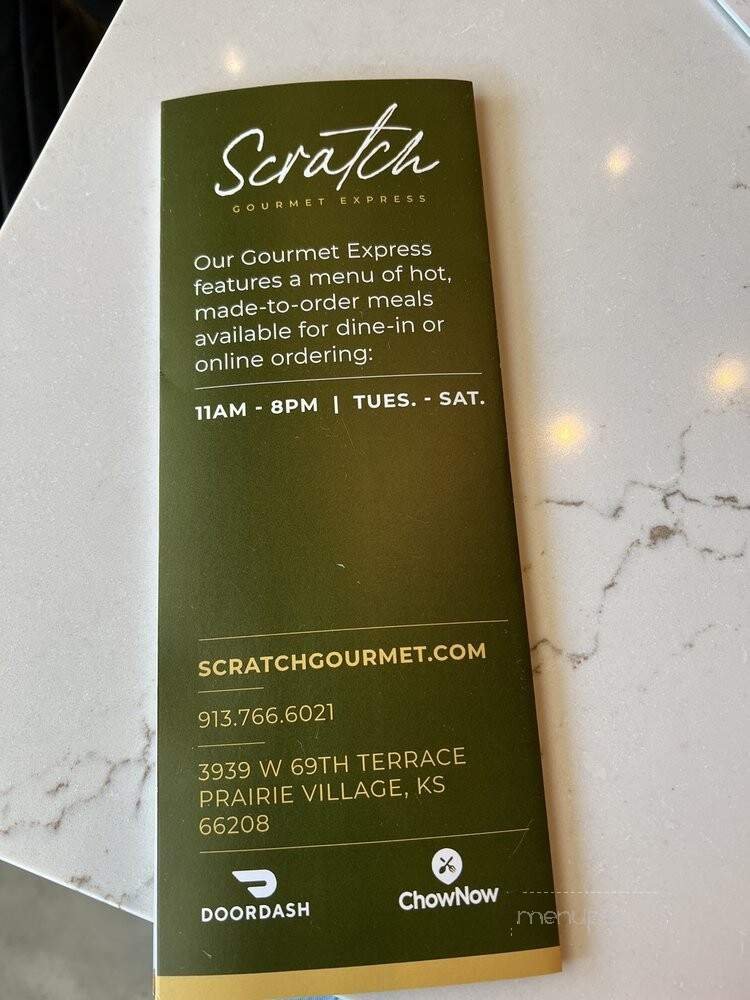 Scratch
GOURMET EXPRESS
Our Gourmet Express
features a menu of hot,
made-to-order meals
available for dine-in or
online ordering:
11AM - 8PM | TUES. - SAT.
SCRATCHGOURMET.COM
913.766.6021
3939 W 69TH TERRACE
PRAIRIE VILLAGE, KS
66208
DOORDASH
ChowNow